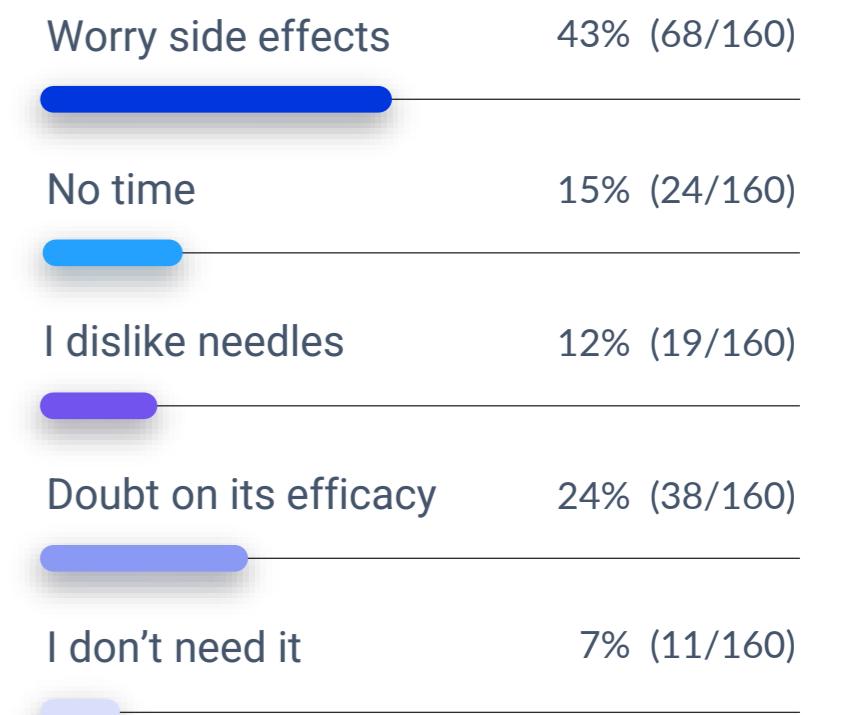 Worry side effects 43% (68/160)
No time 15% (24/160)
I dislike needles 12% (19/160)
Doubt on its efficacy 24% (38/160)
I don’t need it 7% (11/160)